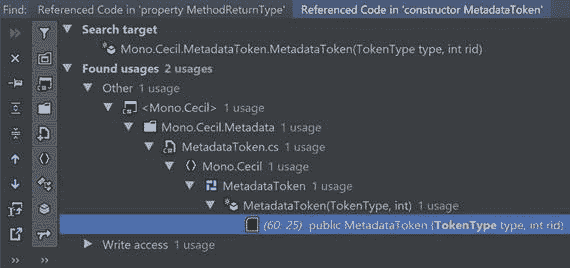 Find: Referenced Code in 'property MethodReturnType' × Referenced Code in 'constructor MetadataToken' ×
Search target
Mono.Cecil.MetadataToken.MetadataToken(TokenType type, int rid)
Found usages 2 usages
Other 1 usage
<Mono.Cecil> 1 usage
Mono.Cecil.Metadata 1 usage
MetadataToken.cs 1 usage
Mono.Cecil 1 usage
MetadataToken 1 usage
MetadataToken(TokenType, int) 1 usage
(60: 25) public MetadataToken (TokenType type, int rid)
Write access 1 usage